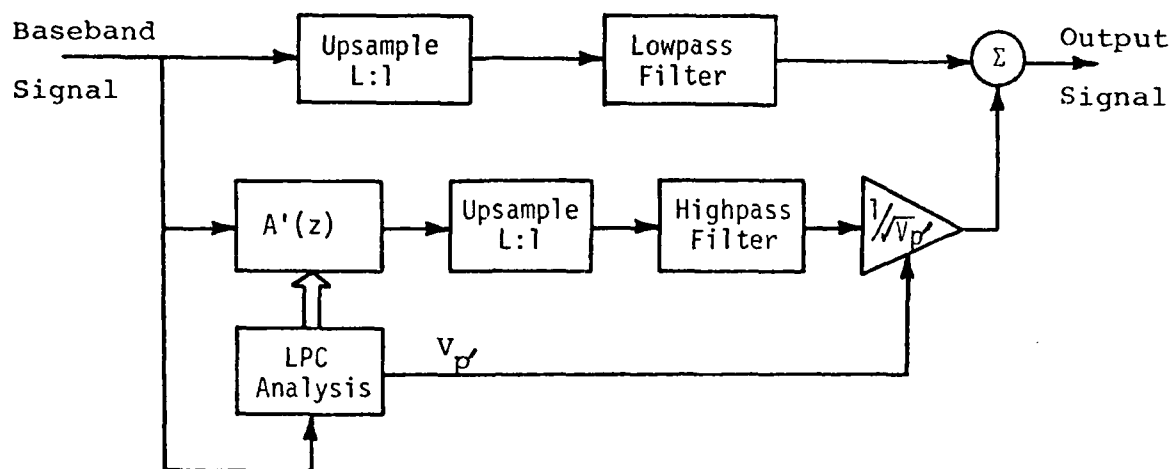 Baseband
Signal
Upsample
L:1
Lowpass
Filter
Σ
Output
Signal
A'(z)
Upsample
L:1
Highpass
Filter
1/√Vp'
LPC
Analysis
Vp'